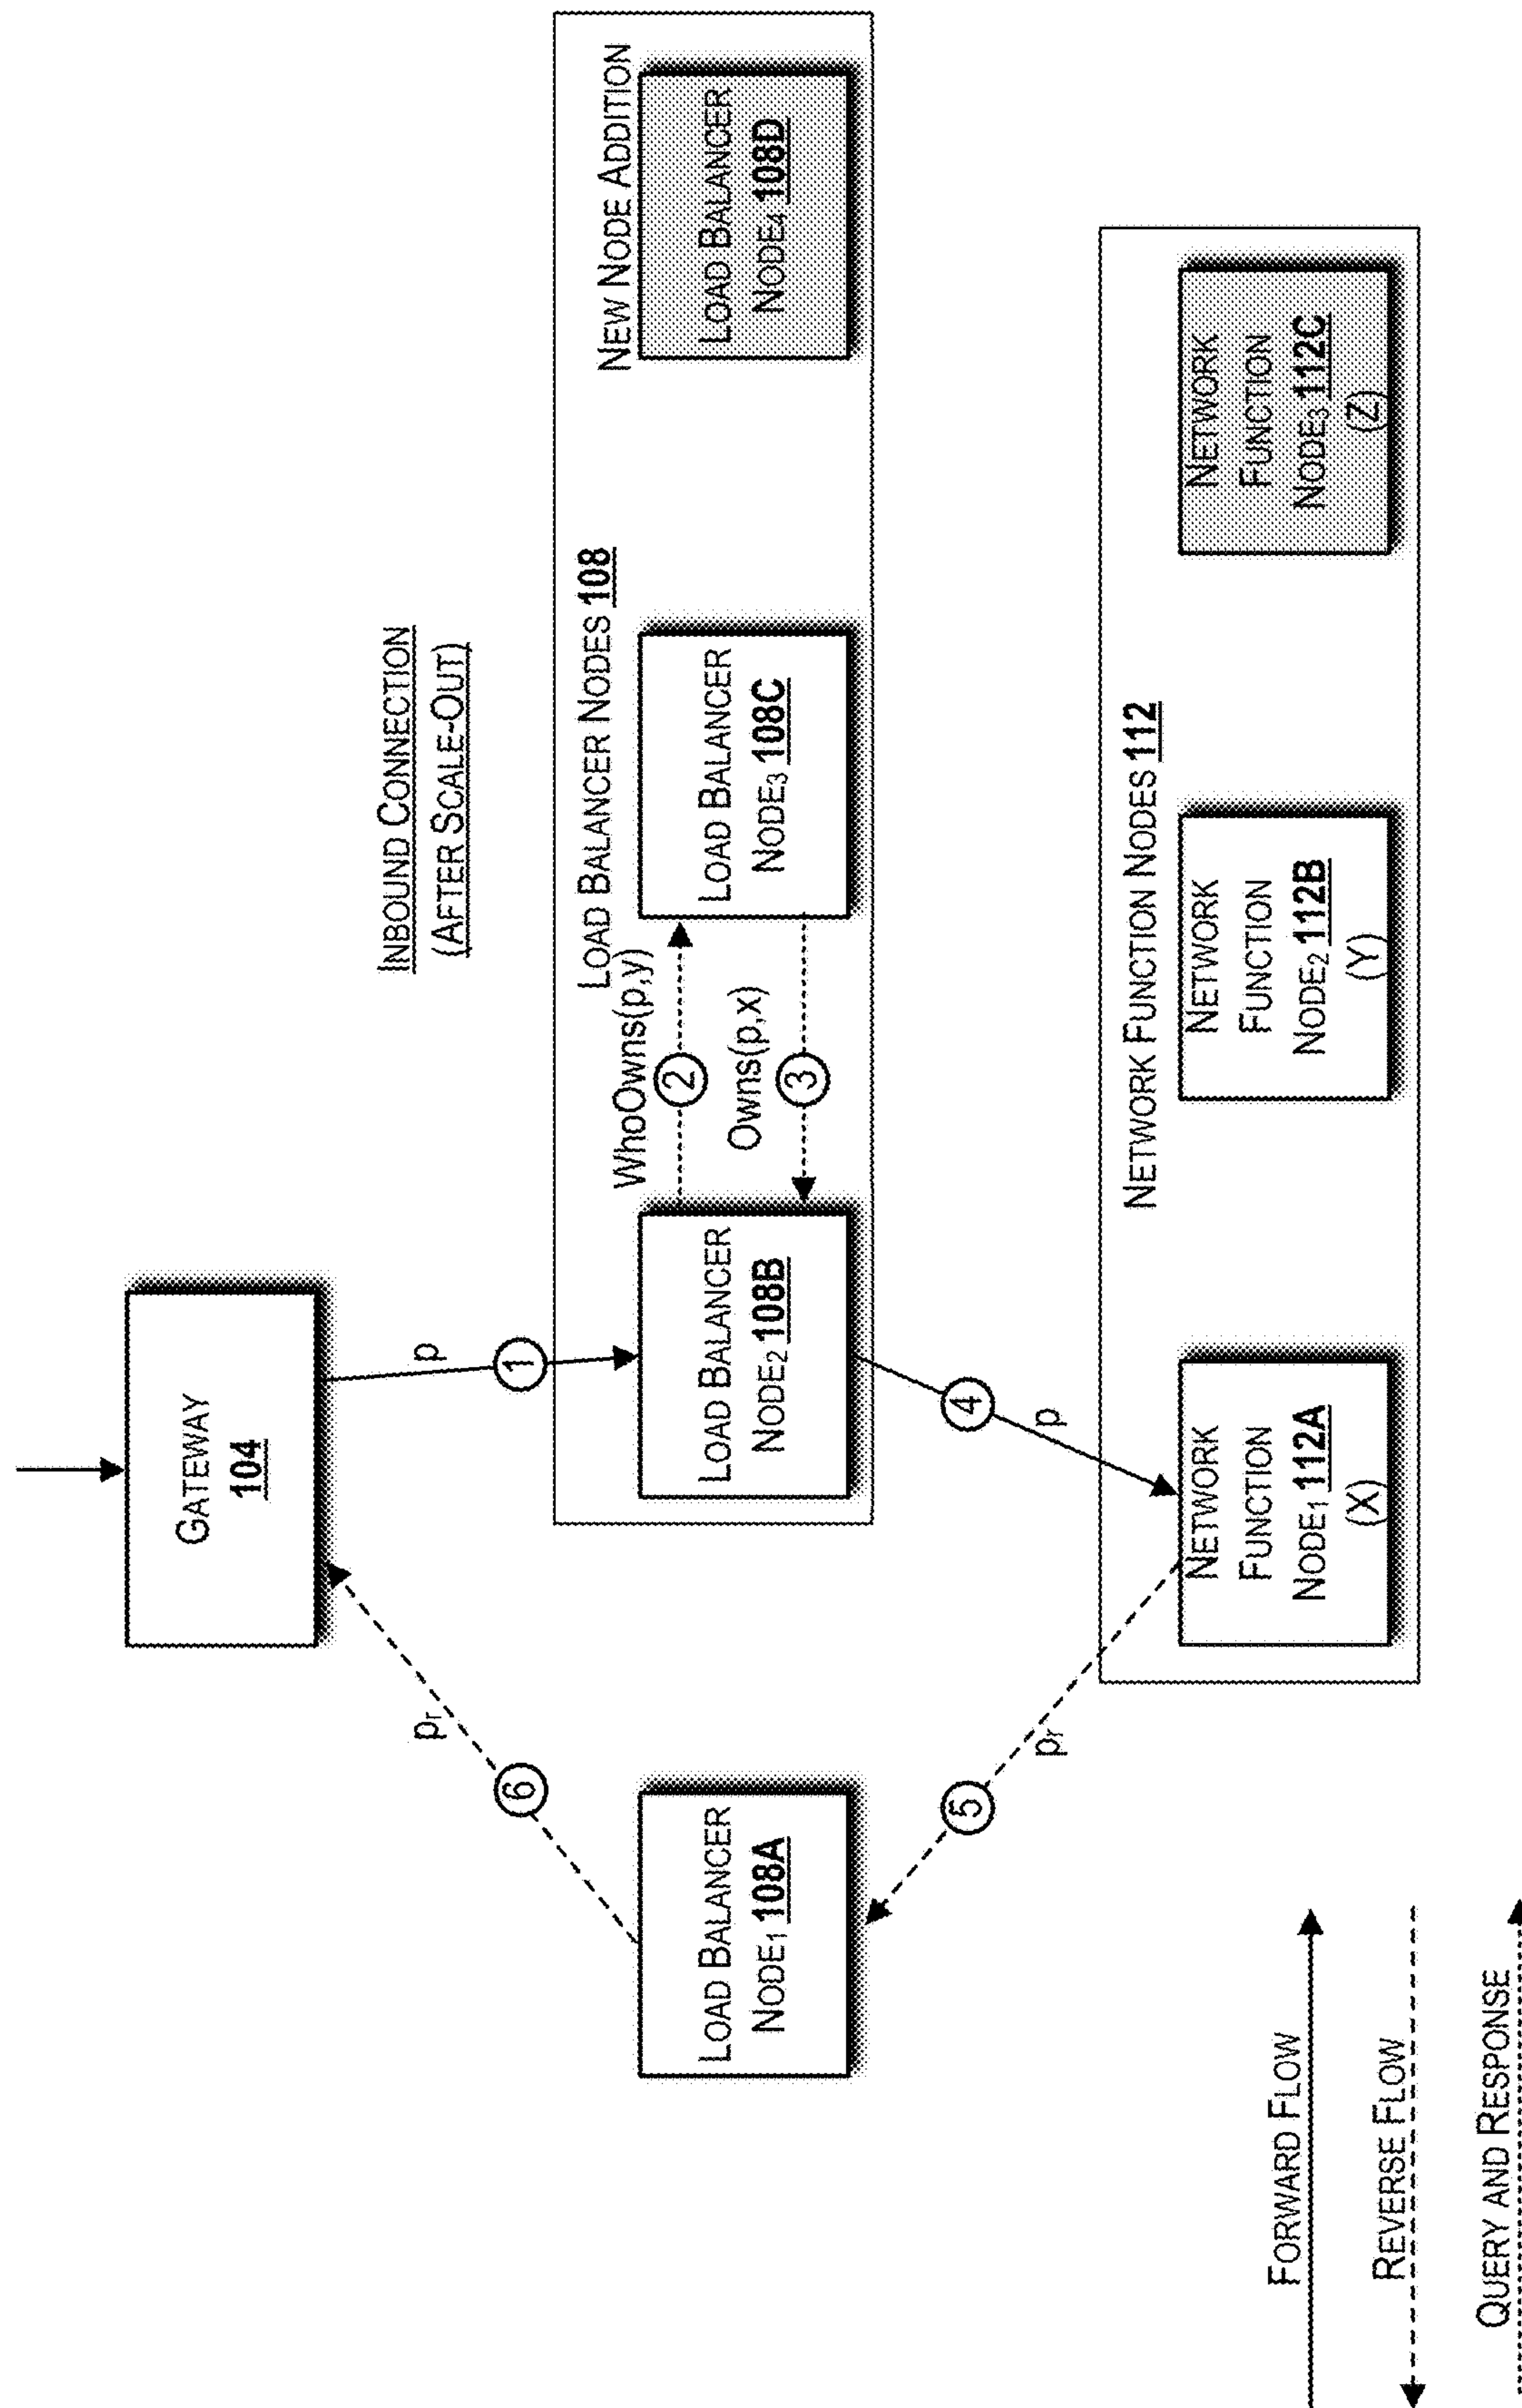 INBOUND CONNECTION
(AFTER SCALE-OUT)
GATEWAY
104
p
1
pr
6
LOAD BALANCER NODES 108
NEW NODE ADDITION
LOAD BALANCER
NODE1 108A
LOAD BALANCER
NODE2 108B
WhoOwns(p,y)
2
Owns(p,x)
3
LOAD BALANCER
NODE3 108C
LOAD BALANCER
NODE4 108D
5
pr
4
p
NETWORK FUNCTION NODES 112
NETWORK
FUNCTION
NODE1 112A
(X)
NETWORK
FUNCTION
NODE2 112B
(Y)
NETWORK
FUNCTION
NODE3 112C
(Z)
FORWARD FLOW
REVERSE FLOW
QUERY AND RESPONSE